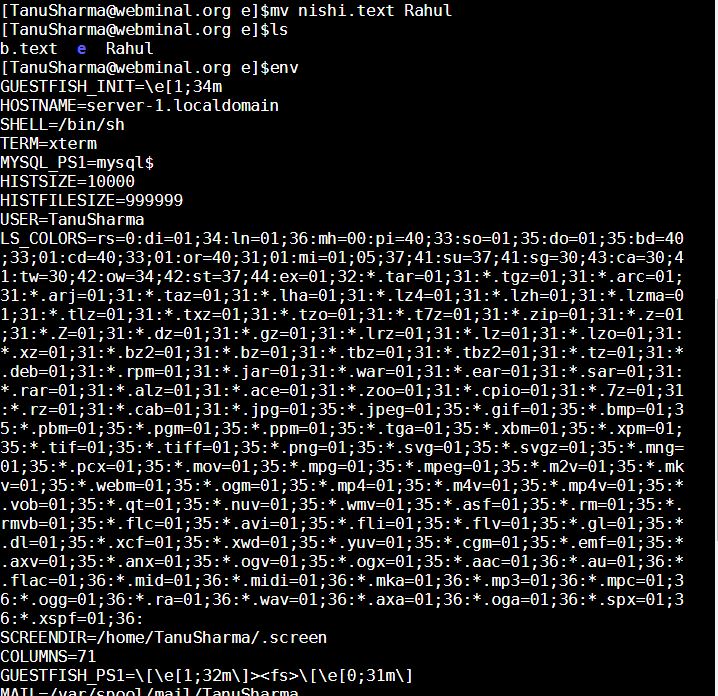 [TanuSharma@webminal.org e]$mv nishi.text Rahul
[TanuSharma@webminal.org e]$ls
b.text  e  Rahul
[TanuSharma@webminal.org e]$env
GUESTFISH_INIT=\e[1;34m
HOSTNAME=server-1.localdomain
SHELL=/bin/sh
TERM=xterm
MYSQL_PS1=mysql$
HISTSIZE=10000
HISTFILESIZE=999999
USER=TanuSharma
LS_COLORS=rs=0:di=01;34:ln=01;36:mh=00:pi=40;33:so=01;35:do=01;35:bd=40
;33;01:cd=40;33;01:or=40;31;01:mi=01;05;37;41:su=37;41:sg=30;43:ca=30;4
1:tw=30;42:ow=34;42:st=37;44:ex=01;32:*.tar=01;31:*.tgz=01;31:*.arc=01;
31:*.arj=01;31:*.taz=01;31:*.lha=01;31:*.lz4=01;31:*.lzh=01;31:*.lzma=0
1;31:*.tlz=01;31:*.txz=01;31:*.tzo=01;31:*.t7z=01;31:*.zip=01;31:*.z=01
;31:*.Z=01;31:*.dz=01;31:*.gz=01;31:*.lrz=01;31:*.lz=01;31:*.lzo=01;31:
*.xz=01;31:*.bz2=01;31:*.bz=01;31:*.tbz=01;31:*.tbz2=01;31:*.tz=01;31:*
.deb=01;31:*.rpm=01;31:*.jar=01;31:*.war=01;31:*.ear=01;31:*.sar=01;31:
*.rar=01;31:*.alz=01;31:*.ace=01;31:*.zoo=01;31:*.cpio=01;31:*.7z=01;31
:*.rz=01;31:*.cab=01;31:*.jpg=01;35:*.jpeg=01;35:*.gif=01;35:*.bmp=01;3
5:*.pbm=01;35:*.pgm=01;35:*.ppm=01;35:*.tga=01;35:*.xbm=01;35:*.xpm=01;
35:*.tif=01;35:*.tiff=01;35:*.png=01;35:*.svg=01;35:*.svgz=01;35:*.mng=
01;35:*.pcx=01;35:*.mov=01;35:*.mpg=01;35:*.mpeg=01;35:*.m2v=01;35:*.mk
v=01;35:*.webm=01;35:*.ogm=01;35:*.mp4=01;35:*.m4v=01;35:*.mp4v=01;35:*
.vob=01;35:*.qt=01;35:*.nuv=01;35:*.wmv=01;35:*.asf=01;35:*.rm=01;35:*.
rmvb=01;35:*.flc=01;35:*.avi=01;35:*.fli=01;35:*.flv=01;35:*.gl=01;35:*
.dl=01;35:*.xcf=01;35:*.xwd=01;35:*.yuv=01;35:*.cgm=01;35:*.emf=01;35:*
.axv=01;35:*.anx=01;35:*.ogv=01;35:*.ogx=01;35:*.aac=01;36:*.au=01;36:*
.flac=01;36:*.mid=01;36:*.midi=01;36:*.mka=01;36:*.mp3=01;36:*.mpc=01;3
6:*.ogg=01;36:*.ra=01;36:*.wav=01;36:*.axa=01;36:*.oga=01;36:*.spx=01;3
6:*.xspf=01;36:
SCREENDIR=/home/TanuSharma/.screen
COLUMNS=71
GUESTFISH_PS1=\[\e[1;32m\]><fs>\[\e[0;31m\]
MAIL=/var/spool/mail/TanuSharma